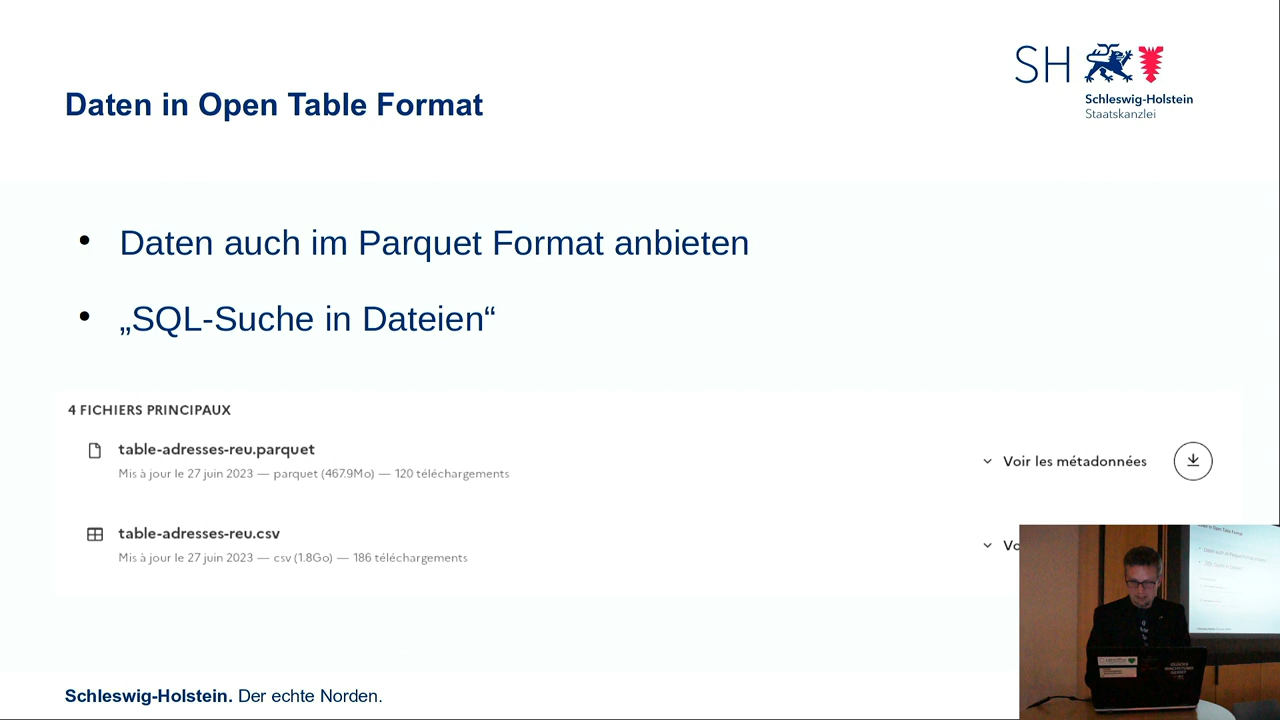 SH
Schleswig-Holstein
Staatskanzlei
Daten in Open Table Format
• Daten auch im Parquet Format anbieten
• „SQL-Suche in Dateien“
4 FICHIERS PRINCIPAUX
table-adresses-reu.parquet
Mis à jour le 27 juin 2023 — parquet (467.9Mo) — 120 téléchargements
Voir les métadonnées
table-adresses-reu.csv
Mis à jour le 27 juin 2023 — csv (1.8Go) — 186 téléchargements
Vo
Schleswig-Holstein. Der echte Norden.